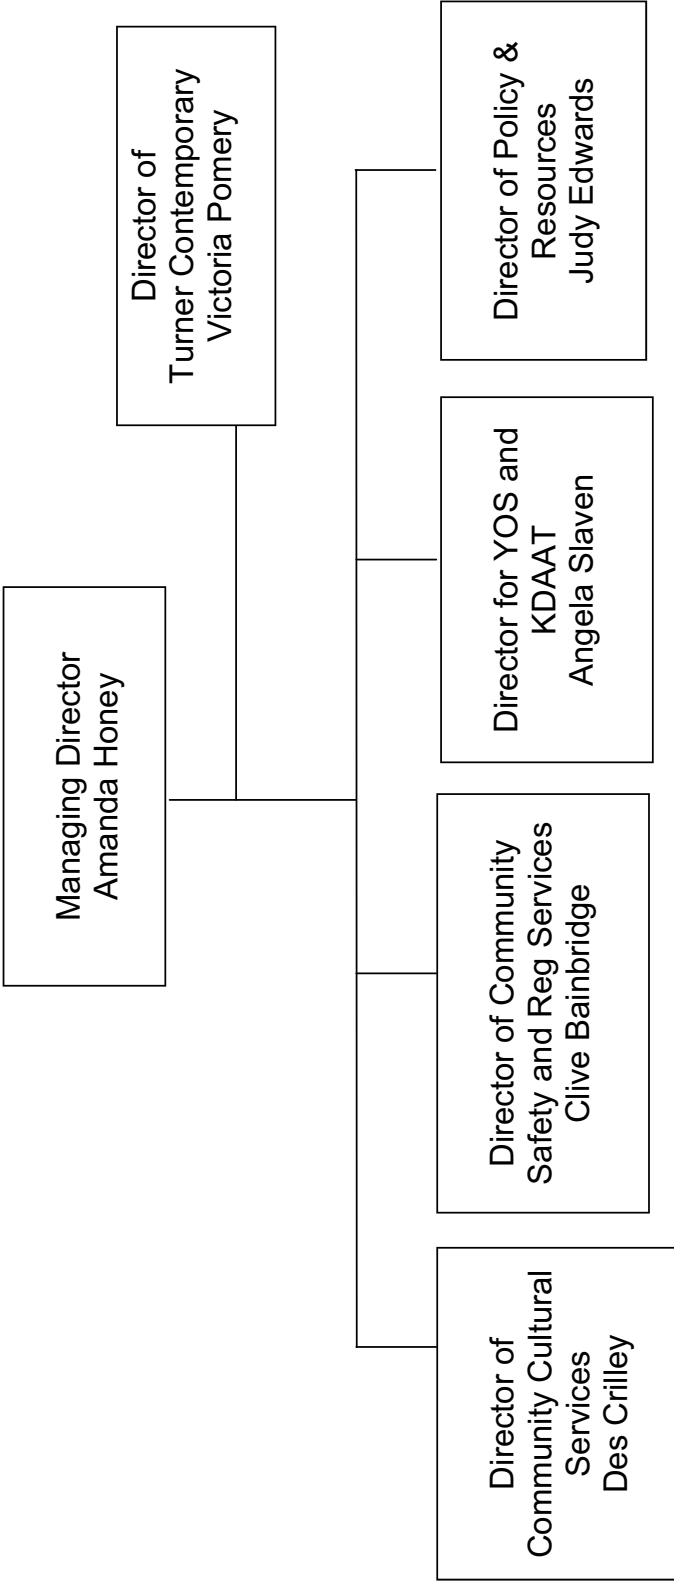 Managing Director
Amanda Honey
Director of
Turner Contemporary
Victoria Pomery
Director of
Community Cultural
Services
Des Crilley
Director of Community
Safety and Reg Services
Clive Bainbridge
Director for YOS and
KDAAT
Angela Slaven
Director of Policy &
Resources
Judy Edwards